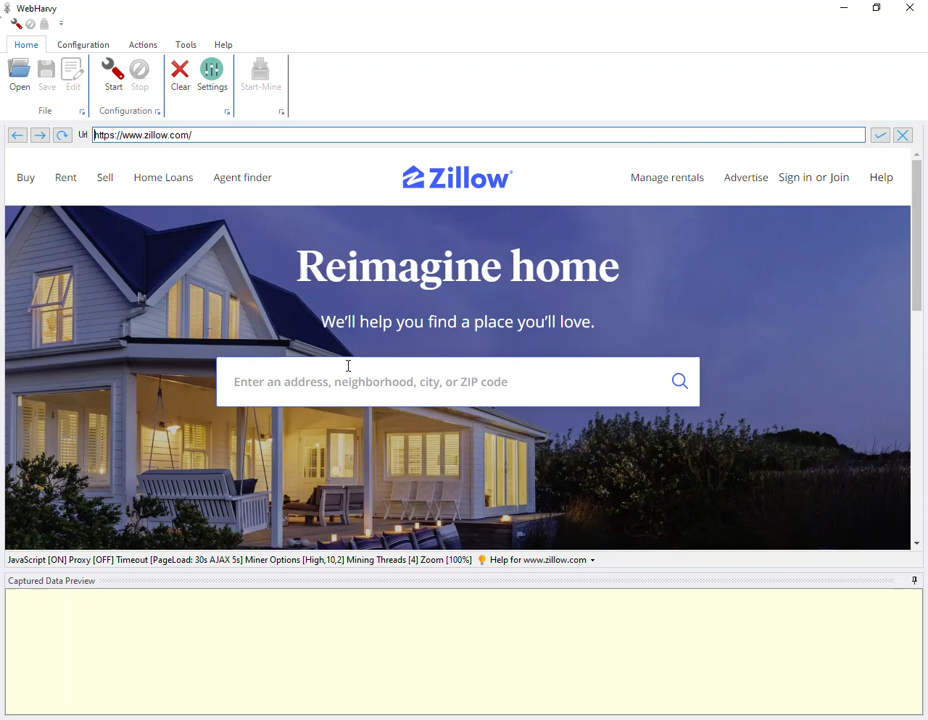 WebHarvy
Home Configuration Actions Tools Help
Open Save Edit Start Stop Clear Settings Start-Mine
File Configuration
Url https://www.zillow.com/
Buy Rent Sell Home Loans Agent finder Zillow Manage rentals Advertise Sign in or Join Help
Reimagine home
We'll help you find a place you'll love.
Enter an address, neighborhood, city, or ZIP code
JavaScript [ON] Proxy [OFF] Timeout [PageLoad: 30s AJAX 5s] Miner Options [High,10,2] Mining Threads [4] Zoom [100%] Help for www.zillow.com
Captured Data Preview